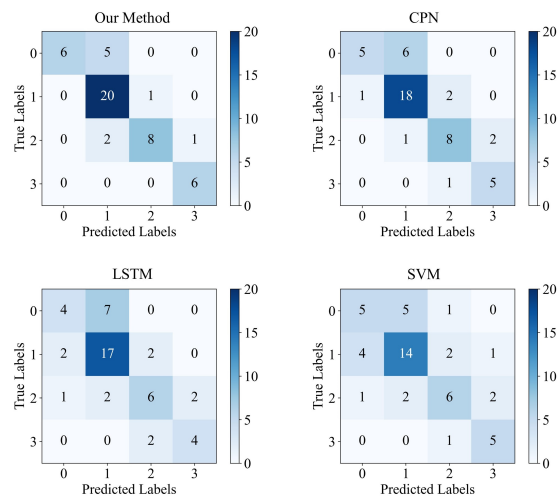 Our Method
True Labels
0 6 5 0 0
1 0 20 1 0
2 0 2 8 1
3 0 0 0 6
0 1 2 3
Predicted Labels
20
15
10
5
0
CPN
True Labels
0 5 6 0 0
1 1 18 2 0
2 0 1 8 2
3 0 0 1 5
0 1 2 3
Predicted Labels
20
15
10
5
0
LSTM
True Labels
0 4 7 0 0
1 2 17 2 0
2 1 2 6 2
3 0 0 2 4
0 1 2 3
Predicted Labels
20
15
10
5
0
SVM
True Labels
0 5 5 1 0
1 4 14 2 1
2 1 2 6 2
3 0 0 1 5
0 1 2 3
Predicted Labels
20
15
10
5
0